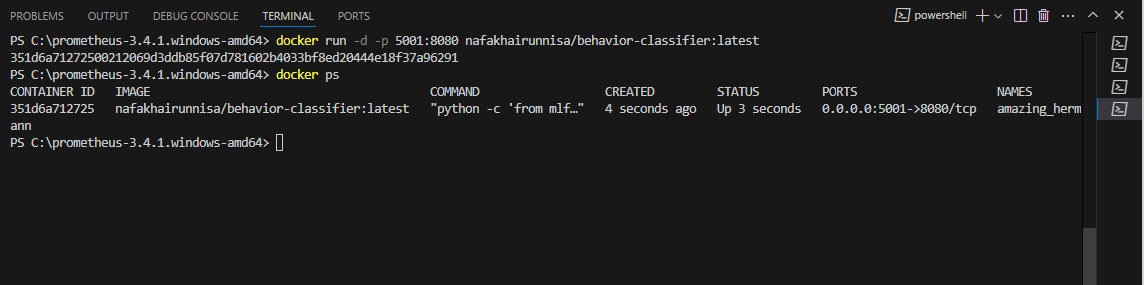 PROBLEMS OUTPUT DEBUG CONSOLE TERMINAL PORTS powershell
PS C:\prometheus-3.4.1.windows-amd64> docker run -d -p 5001:8080 nafakhairunnisa/behavior-classifier:latest
351d6a71272500212069d3ddb85f07d781602b4033bf8ed20444e18f37a96291
PS C:\prometheus-3.4.1.windows-amd64> docker ps
CONTAINER ID IMAGE COMMAND CREATED STATUS PORTS NAMES
351d6a712725 nafakhairunnisa/behavior-classifier:latest "python -c 'from mlf…" 4 seconds ago Up 3 seconds 0.0.0.0:5001->8080/tcp amazing_herm
ann
PS C:\prometheus-3.4.1.windows-amd64>